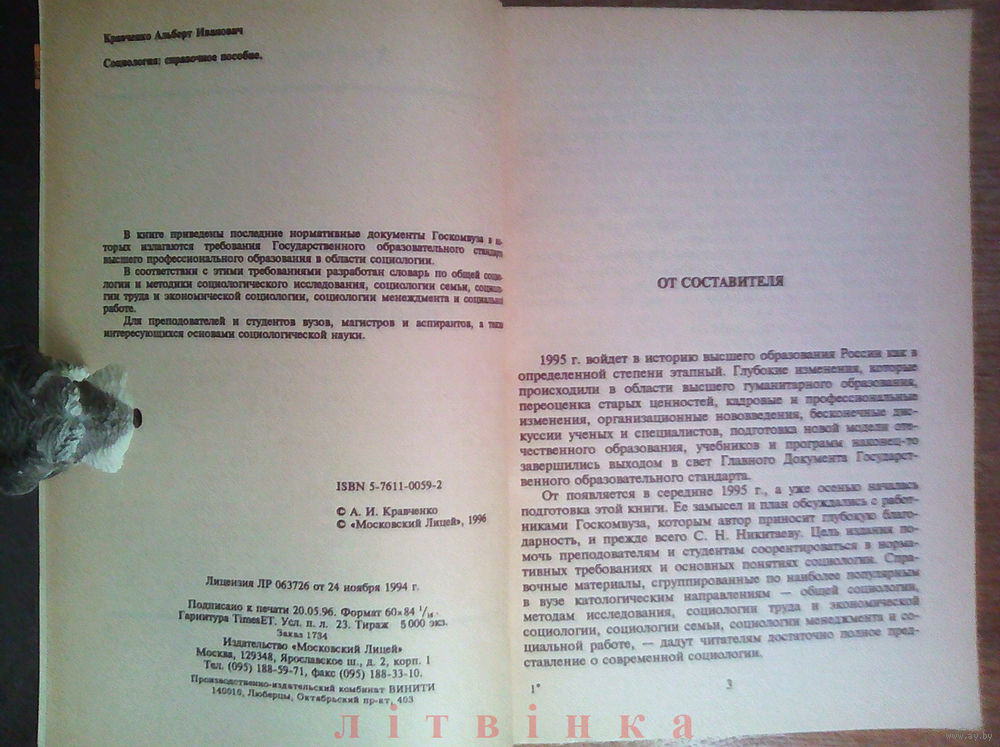 Кравченко Альберт Иванович
Социология: справочное пособие.
В книге приведены последние нормативные документы Госкомвуза в ко-
торых излагаются требования Государственного образовательного стандарта
высшего профессионального образования в области социологии.
В соответствии с этими требованиями разработан словарь по общей социо-
логии и методики социологического исследования, социологии семьи, социоло-
гии труда и экономической социологии, социологии менеждмента и социальной
работе.
Для преподователей и студентов вузов, магистров и аспирантов, а также
интересующихся основами социологической науки.
ISBN 5-7611-0059-2
© А. И. Кравченко
© «Московский Лицей», 1996
Лицензия ЛР 063726 от 24 ноября 1994 г.
Подписано к печати 20.05.96. Формат 60×84 1/16.
Гарнитура TimesET. Усл. п. л. 23. Тираж 5 000 экз.
Заказ 1734
Издательство «Московский Лицей»
Москва, 129348, Ярославское ш., д. 2, корп. 1
Тел. (095) 188-59-71, факс (095) 188-33-10.
Производственно-издательский комбинат ВИНИТИ
140010, Люберцы, Октябрьский пр-кт, 403
ОТ СОСТАВИТЕЛЯ
1995 г. войдет в историю высшего образования России как в
определенной степени этапный. Глубокие изменения, которые
происходили в области высшего гуманитарного образования,
переоценка старых ценностей, кадровые и профессиональные
изменения, организационные нововведения, бесконечные дис-
куссии ученых и специалистов, подготовка новой модели оте-
чественного образования, учебников и программ наконец-то
завершились выходом в свет Главного Документа Государст-
венного образовательного стандарта.
От появляется в середине 1995 г., а уже осенью началась
подготовка этой книги. Ее замысел и план обсуждались с работ-
никами Госкомвуза, которым автор приносит глубокую благо-
дарность, и прежде всего С. Н. Никитаеву. Цель издания по-
мочь преподователям и студентам соорентироваться в норма-
тивных требованиях и основных понятиях социологии. Спра-
вочные материалы, сгруппированные по наиболее популярным
в вузе катологическим направлениям — общей социологии,
методам исследования, социологии труда и экономической
социологии, социологии семьи, социологии менеджмента и со-
циальной работе, — дадут читателям достаточно полное пред-
ставление о современной социологии.
1*
3
літвінка
www.ay.by